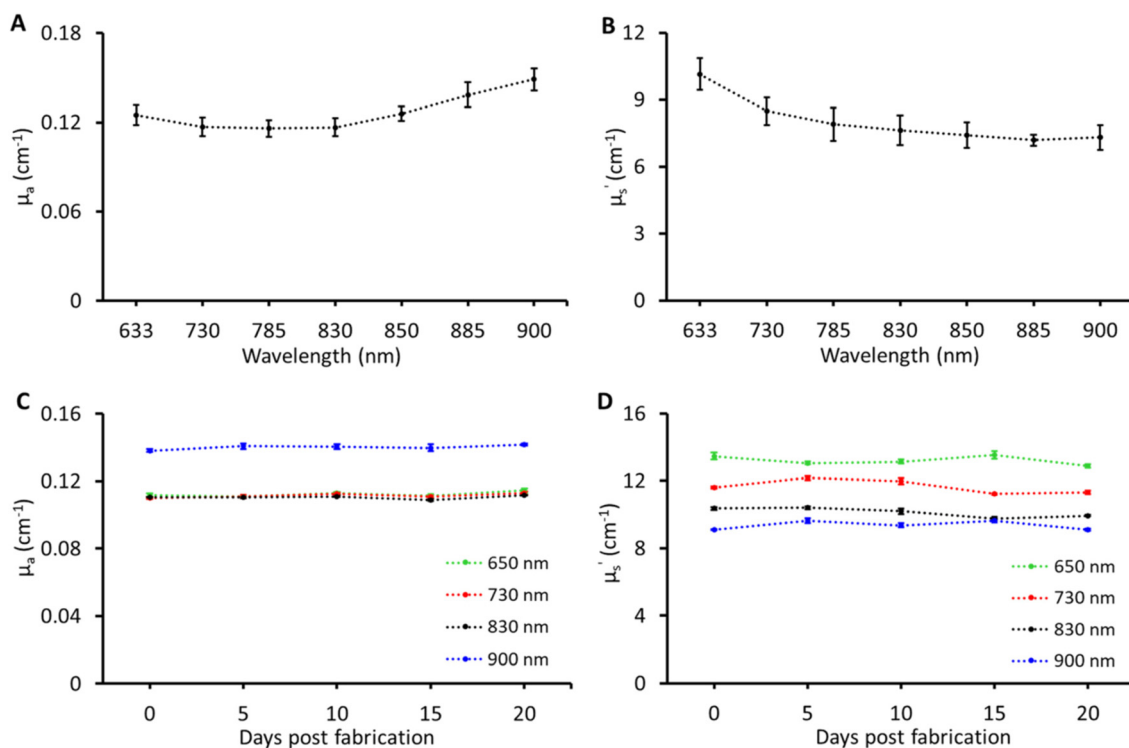 A
0.18
0.12
0.06
0
μa (cm-1)
633 730 785 830 850 885 900
Wavelength (nm)
B
12
9
6
3
0
μs' (cm-1)
633 730 785 830 850 885 900
Wavelength (nm)
C
0.16
0.12
0.08
0.04
0
μa (cm-1)
650 nm
730 nm
830 nm
900 nm
0 5 10 15 20
Days post fabrication
D
16
12
8
4
0
μs' (cm-1)
650 nm
730 nm
830 nm
900 nm
0 5 10 15 20
Days post fabrication